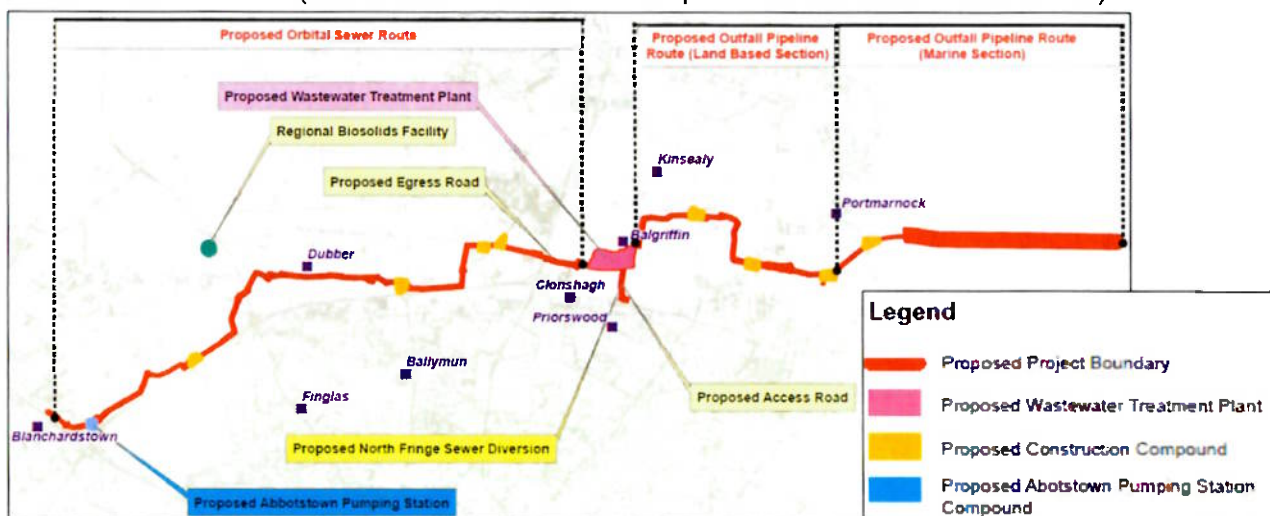 Proposed Orbital Sewer Route
Proposed Outfall Pipeline
Route (Land Based Section)
Proposed Outfall Pipeline Route
(Marine Section)
Proposed Wastewater Treatment Plant
Regional Biosolids Facility
Proposed Egress Road
Kinsealy
Portmarnock
Balgriffin
Dubber
Clonshagh
Priorswood
Ballymun
Finglas
Blanchardstown
Proposed Access Road
Proposed North Fringe Sewer Diversion
Proposed Abbotstown Pumping Station
Legend
Proposed Project Boundary
Proposed Wastewater Treatment Plant
Proposed Construction Compound
Proposed Abotstown Pumping Station
Compound